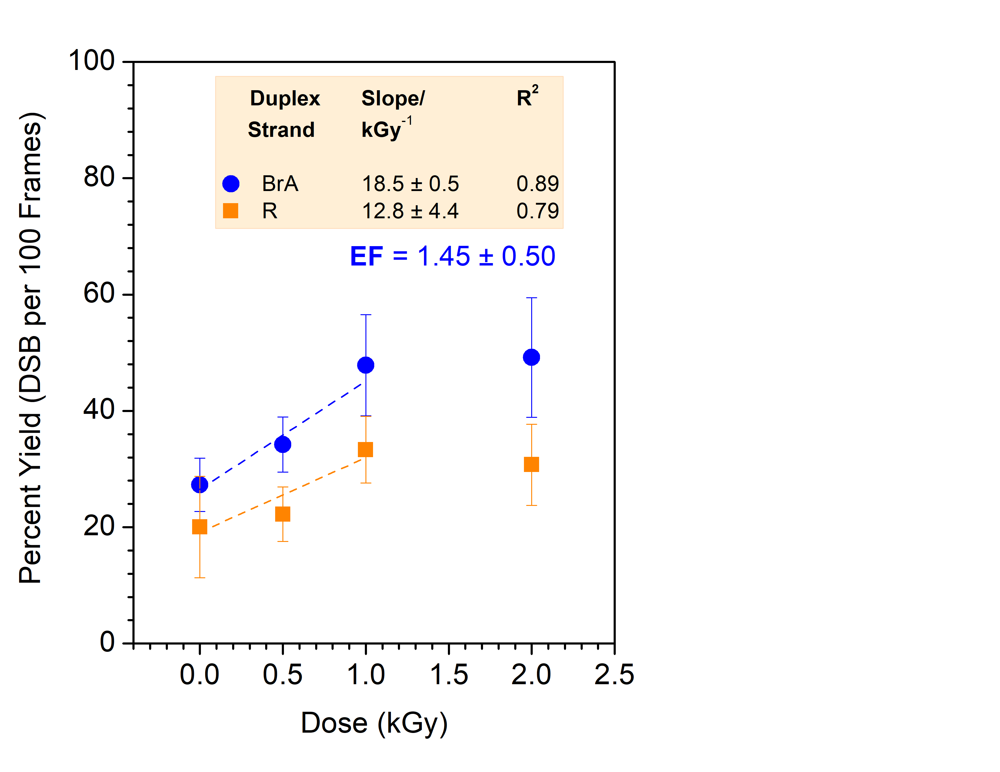 Percent Yield (DSB per 100 Frames)
100
80
60
40
20
0
Duplex Slope/ R²
Strand kGy⁻¹
BrA 18.5 ± 0.5 0.89
R 12.8 ± 4.4 0.79
EF = 1.45 ± 0.50
0.0 0.5 1.0 1.5 2.0 2.5
Dose (kGy)